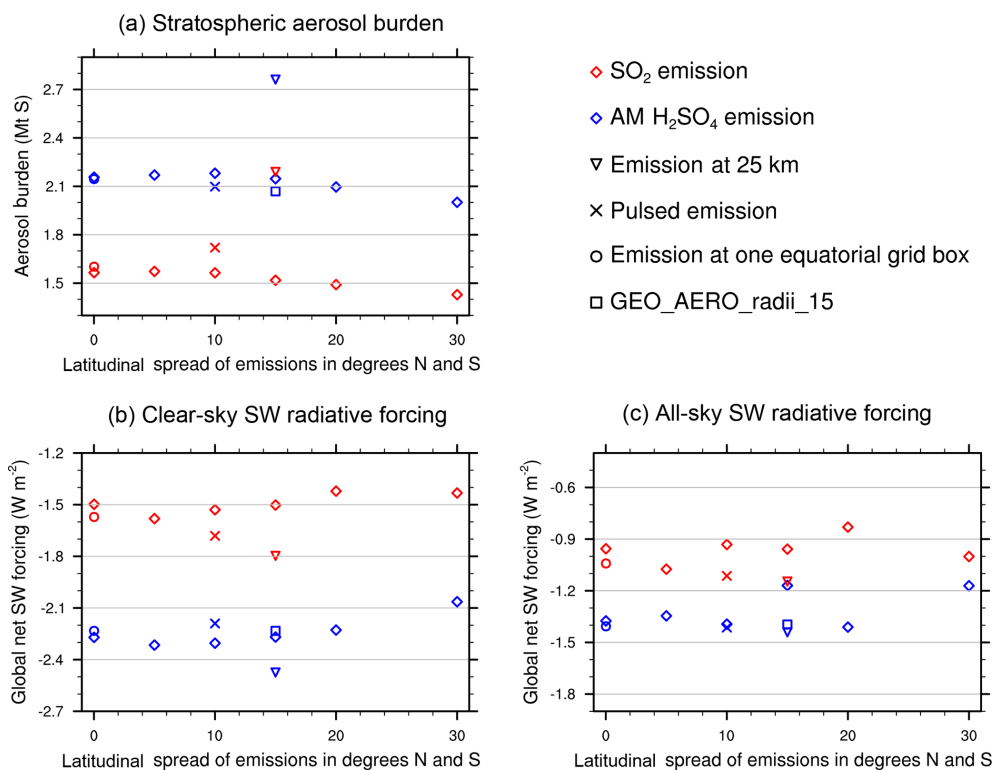 (a) Stratospheric aerosol burden
Aerosol burden (Mt S)
2.7
2.4
2.1
1.8
1.5
0 10 20 30
Latitudinal spread of emissions in degrees N and S
SO₂ emission
AM H₂SO₄ emission
Emission at 25 km
Pulsed emission
Emission at one equatorial grid box
GEO_AERO_radii_15
(b) Clear-sky SW radiative forcing
Global net SW forcing (W m⁻²)
-1.2
-1.5
-1.8
-2.1
-2.4
-2.7
0 10 20 30
Latitudinal spread of emissions in degrees N and S
(c) All-sky SW radiative forcing
Global net SW forcing (W m⁻²)
-0.6
-0.9
-1.2
-1.5
-1.8
0 10 20 30
Latitudinal spread of emissions in degrees N and S